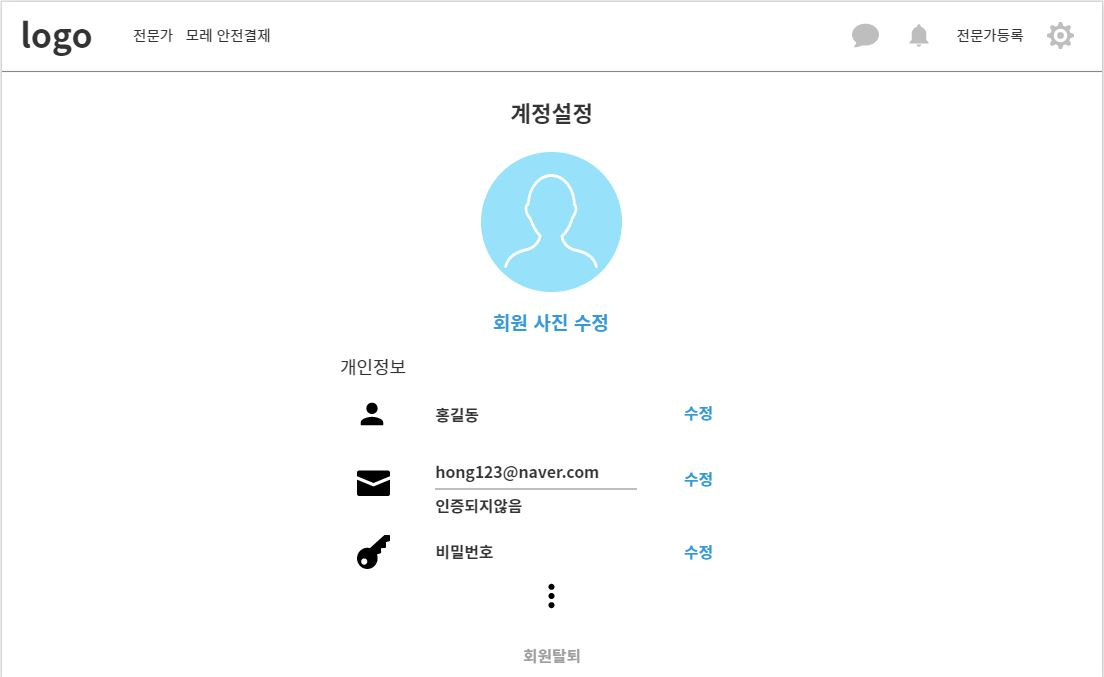 logo 전문가 모레 안전결제 전문가등록
계정설정
회원 사진 수정
개인정보
홍길동 수정
hong123@naver.com 수정
인증되지않음
비밀번호 수정
회원탈퇴